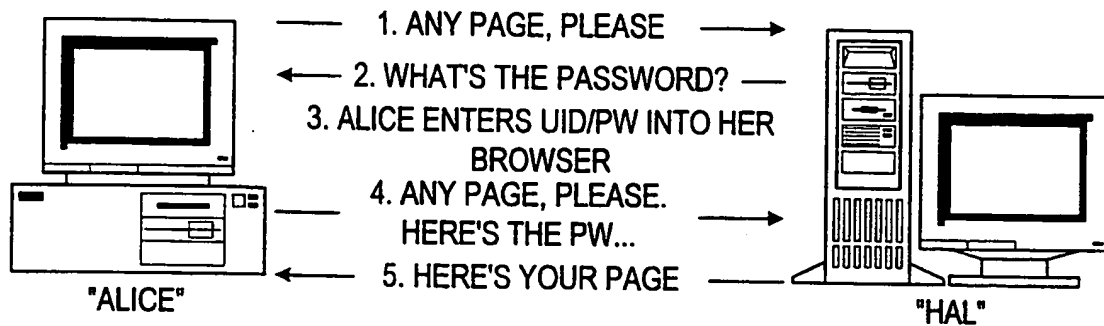 1. ANY PAGE, PLEASE
2. WHAT'S THE PASSWORD?
3. ALICE ENTERS UID/PW INTO HER
BROWSER
4. ANY PAGE, PLEASE.
HERE'S THE PW...
5. HERE'S YOUR PAGE
"ALICE"
"HAL"